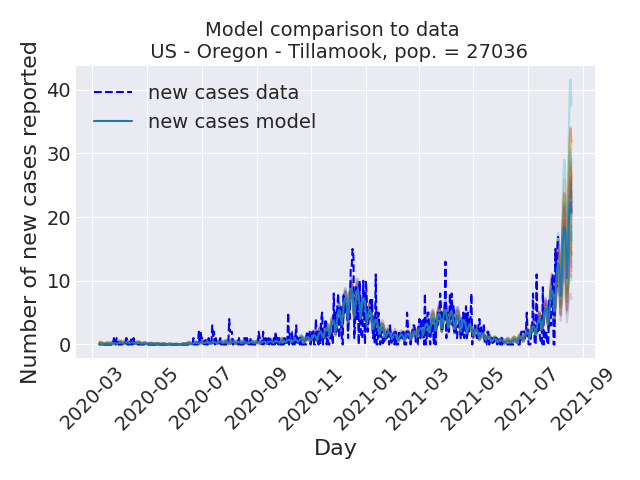 Model comparison to data
US - Oregon - Tillamook, pop. = 27036
Number of new cases reported
40
30
20
10
0
new cases data
new cases model
2020-03
2020-05
2020-07
2020-09
2020-11
2021-01
2021-03
2021-05
2021-07
2021-09
Day